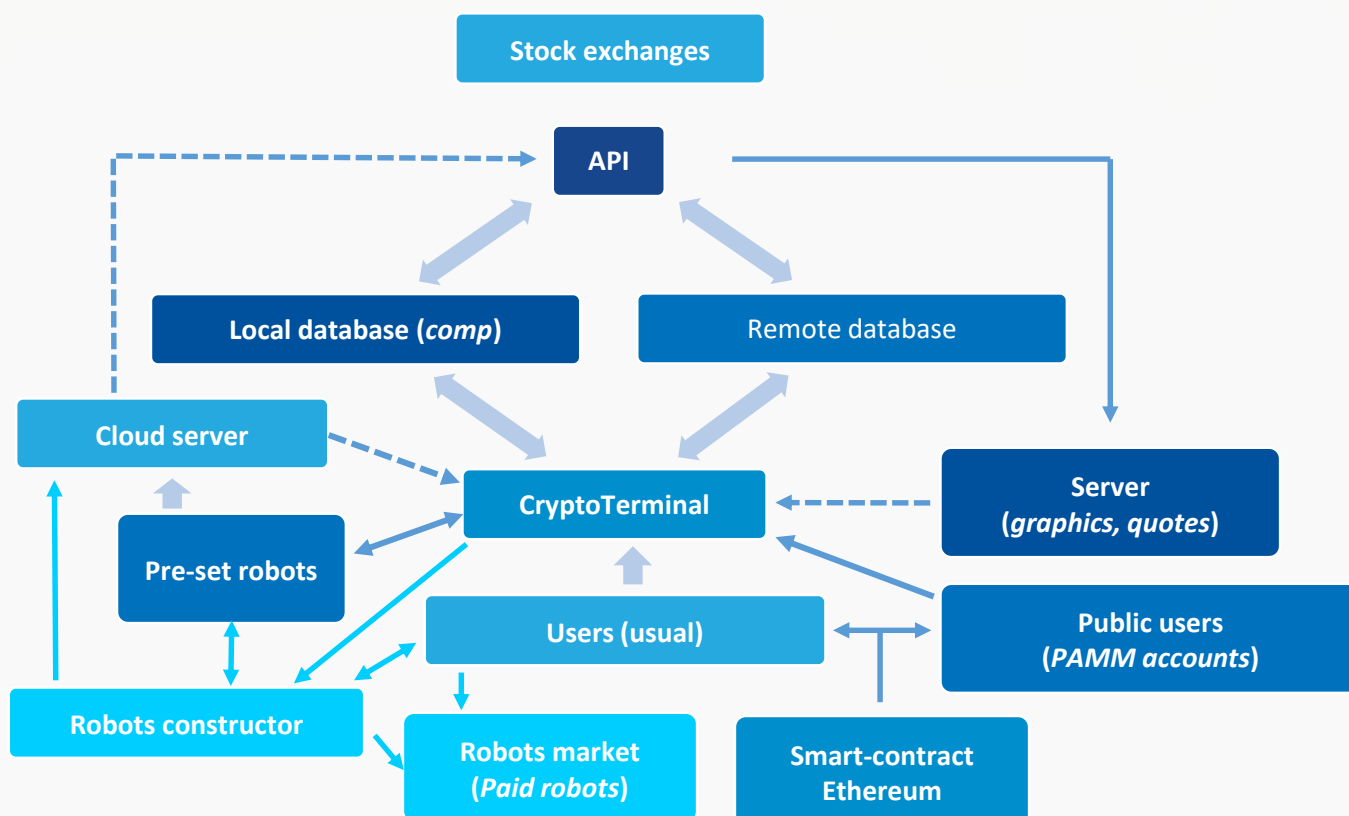 Stock exchanges
API
Local database (comp)
Remote database
Cloud server
CryptoTerminal
Server
(graphics, quotes)
Pre-set robots
Users (usual)
Public users
(PAMM accounts)
Robots constructor
Robots market
(Paid robots)
Smart-contract
Ethereum